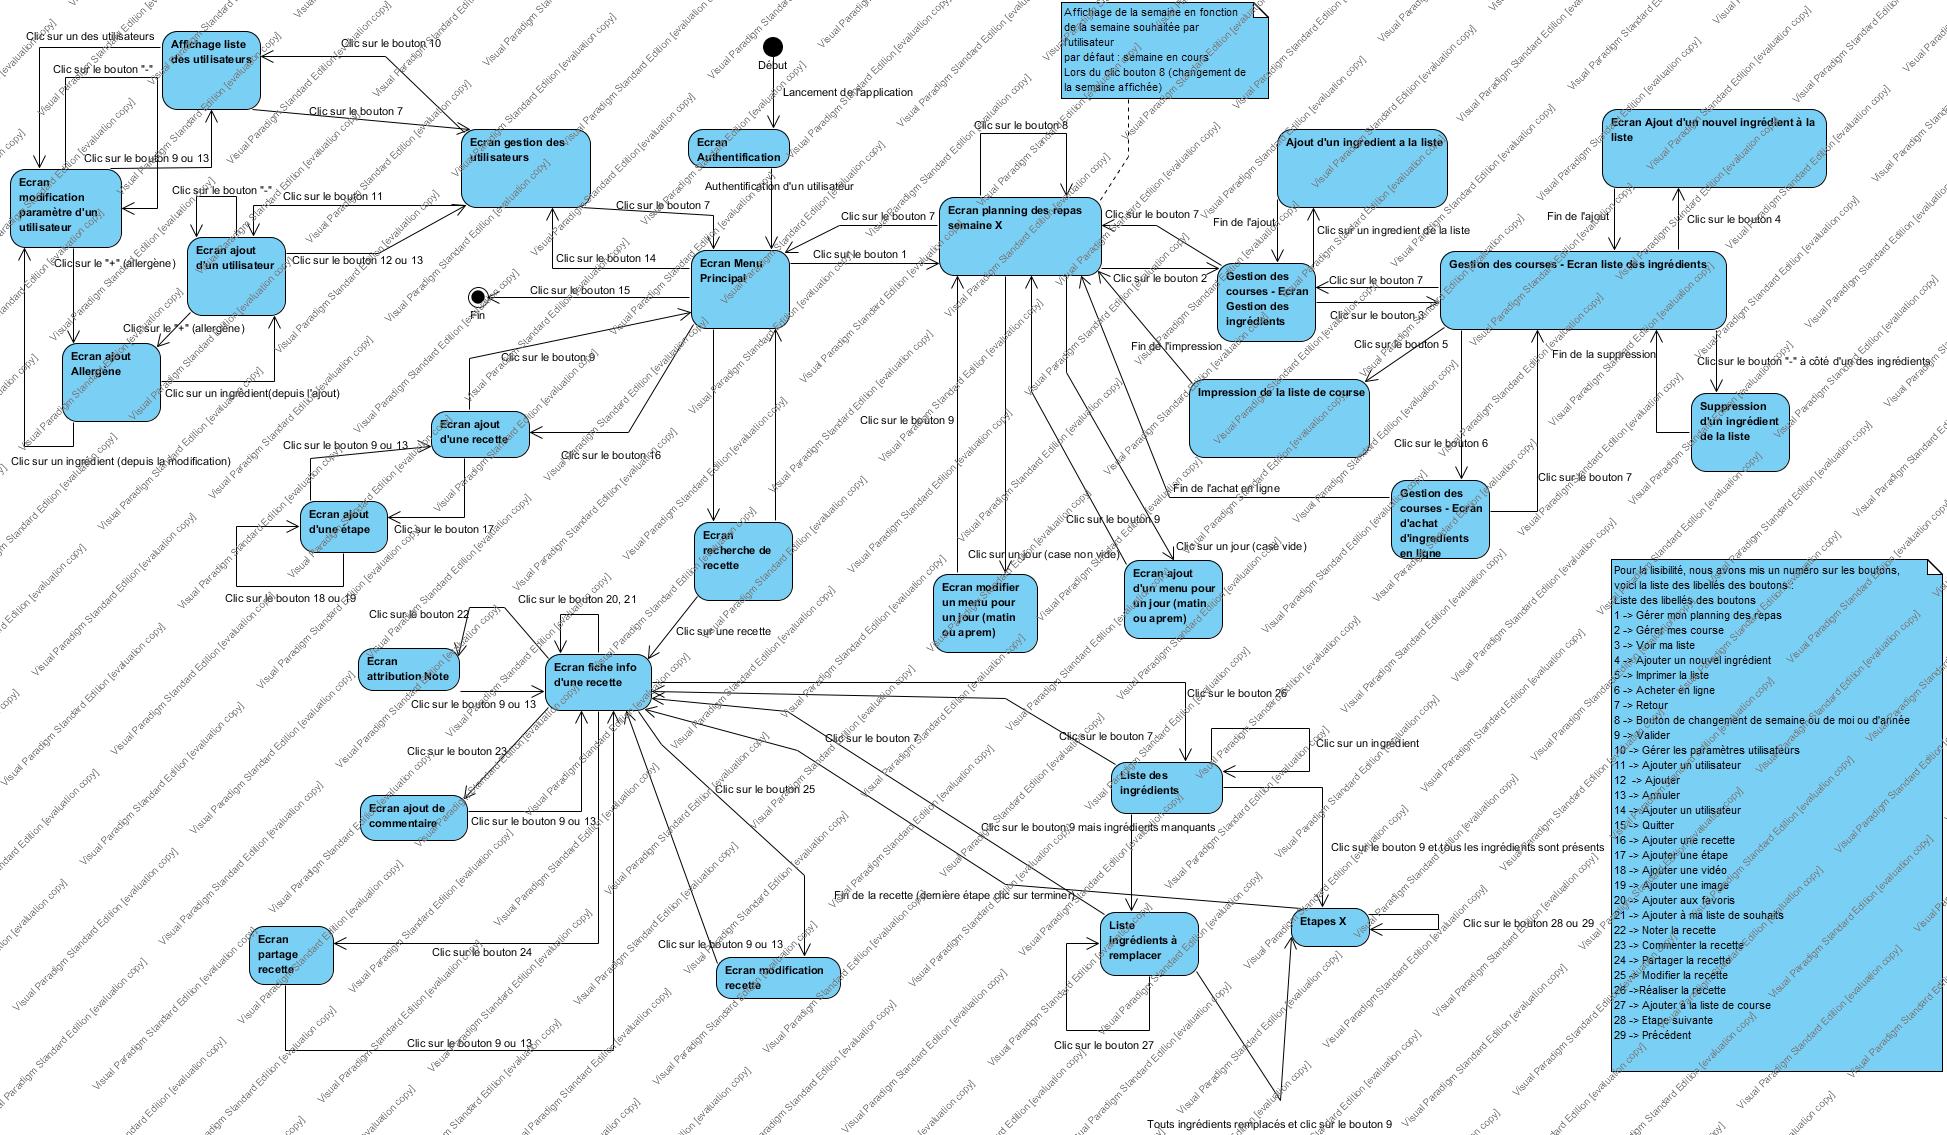 Clic sur un des utilisateurs
Affichage liste
des utilisateurs
Clic sur le bouton 10
Clic sur le bouton "-"
Clic sur le bouton 7
Clic sur le bouton 9 ou 13
Début
Lancement de l'application
Affichage de la semaine en fonction
de la semaine souhaitée par
l'utilisateur
par défaut : semaine en cours
Lors du clic bouton 8 (changement de
la semaine affichée)
Ecran
modification
paramètre d'un
utilisateur
Clic sur le bouton "-"
Clic sur le bouton 11
Ecran gestion des
utilisateurs
Ecran
Authentification
Authentification d'un utilisateur
Clic sur le bouton 8
Ecran planning des repas
semaine X
Ajout d'un ingredient a la liste
Ecran Ajout d'un nouvel ingrédient à la
liste
Clic sur le "+" (allergène)
Ecran ajout
d'un utilisateur
Clic sur le bouton 12 ou 13
Clic sur le bouton 7
Clic sur le bouton 14
Clic sur le bouton 15
Fin
Ecran Menu
Principal
Clic sur le bouton 7
Clic sur le bouton 1
Clic sur le bouton 7
Clic sur le bouton 2
Fin de l'ajout
Clic sur un ingredient de la liste
Fin de l'ajout
Clic sur le bouton 4
Gestion des
courses - Ecran
Gestion des
ingrédients
Clic sur le bouton 7
Clic sur le bouton 3
Gestion des courses - Ecran liste des ingrédients
Clic sur le "+" (allergène)
Ecran ajout
Allergène
Clic sur un ingrédient(depuis l'ajout)
Clic sur un ingrédient (depuis la modification)
Clic sur le bouton 9
Ecran ajout
d'une recette
Clic sur le bouton 16
Clic sur le bouton 9 ou 13
Ecran ajout
d'une étape
Clic sur le bouton 17
Clic sur le bouton 18 ou 19
Fin de l'impression
Clic sur le bouton 5
Impression de la liste de course
Fin de la suppression
Clic sur le bouton "-" à côté d'un des ingrédients
Suppression
d'un ingrédient
de la liste
Clic sur le bouton 9
Clic sur le bouton 6
Clic sur le bouton 7
Fin de l'achat en ligne
Gestion des
courses - Ecran
d'achat
d'ingredients
en ligne
Clic sur le bouton 9
Clic sur un jour (case non vide)
Clic sur un jour (case vide)
Ecran
recherche de
recette
Ecran modifier
un menu pour
un jour (matin
ou aprem)
Ecran ajout
d'un menu pour
un jour (matin
ou aprem)
Clic sur une recette
Clic sur le bouton 22
Clic sur le bouton 20, 21
Ecran
attribution Note
Clic sur le bouton 9 ou 13
Ecran fiche info
d'une recette
Clic sur le bouton 23
Ecran ajout de
commentaire
Clic sur le bouton 9 ou 13
Clic sur le bouton 25
Clic sur le bouton 7
Clic sur le bouton 7
Clic sur le bouton 26
Clic sur un ingrédient
Liste des
ingrédients
Clic sur le bouton 9 mais ingrédients manquants
Clic sur le bouton 9 et tous les ingrédients sont présents
Fin de la recette (derniere étape clic sur terminer)
Ecran
partage
recette
Clic sur le bouton 24
Clic sur le bouton 9 ou 13
Clic sur le bouton 9 ou 13
Ecran modification
recette
Liste
ingrédients à
remplacer
Clic sur le bouton 27
Etapes X
Clic sur le bouton 28 ou 29
Touts ingrédients remplacés et clic sur le bouton 9
Pour la lisibilité, nous avons mis un numéro sur les boutons,
voici la liste des libellés des boutons :
Liste des libellés des boutons
1 -> Gérer mon planning des repas
2 -> Gérer mes course
3 -> Voir ma liste
4 -> Ajouter un nouvel ingrédient
5 -> Imprimer la liste
6 -> Acheter en ligne
7 -> Retour
8 -> Bouton de changement de semaine ou de moi ou d'année
9 -> Valider
10 -> Gérer les paramètres utilisateurs
11 -> Ajouter un utilisateur
12 -> Ajouter
13 -> Annuler
14 -> Ajouter un utilisateur
15 -> Quitter
16 -> Ajouter une recette
17 -> Ajouter une étape
18 -> Ajouter une vidéo
19 -> Ajouter une image
20 -> Ajouter aux favoris
21 -> Ajouter à ma liste de souhaits
22 -> Noter la recette
23 -> Commenter la recette
24 -> Partager la recette
25 -> Modifier la recette
26 ->Réaliser la recette
27 -> Ajouter à la liste de course
28 -> Etape suivante
29 -> Précédent
Visual Paradigm Standard Edition [evaluation copy]